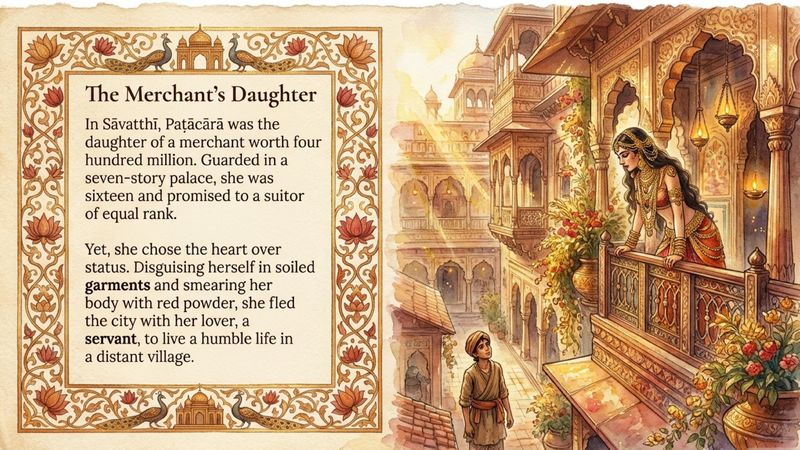 The Merchant's Daughter
In Sāvatthī, Paṭācārā was the
daughter of a merchant worth four
hundred million. Guarded in a
seven-story palace, she was
sixteen and promised to a suitor
of equal rank.
Yet, she chose the heart over
status. Disguising herself in soiled
garments and smearing her
body with red powder, she fled
the city with her lover, a
servant, to live a humble life in
a distant village.